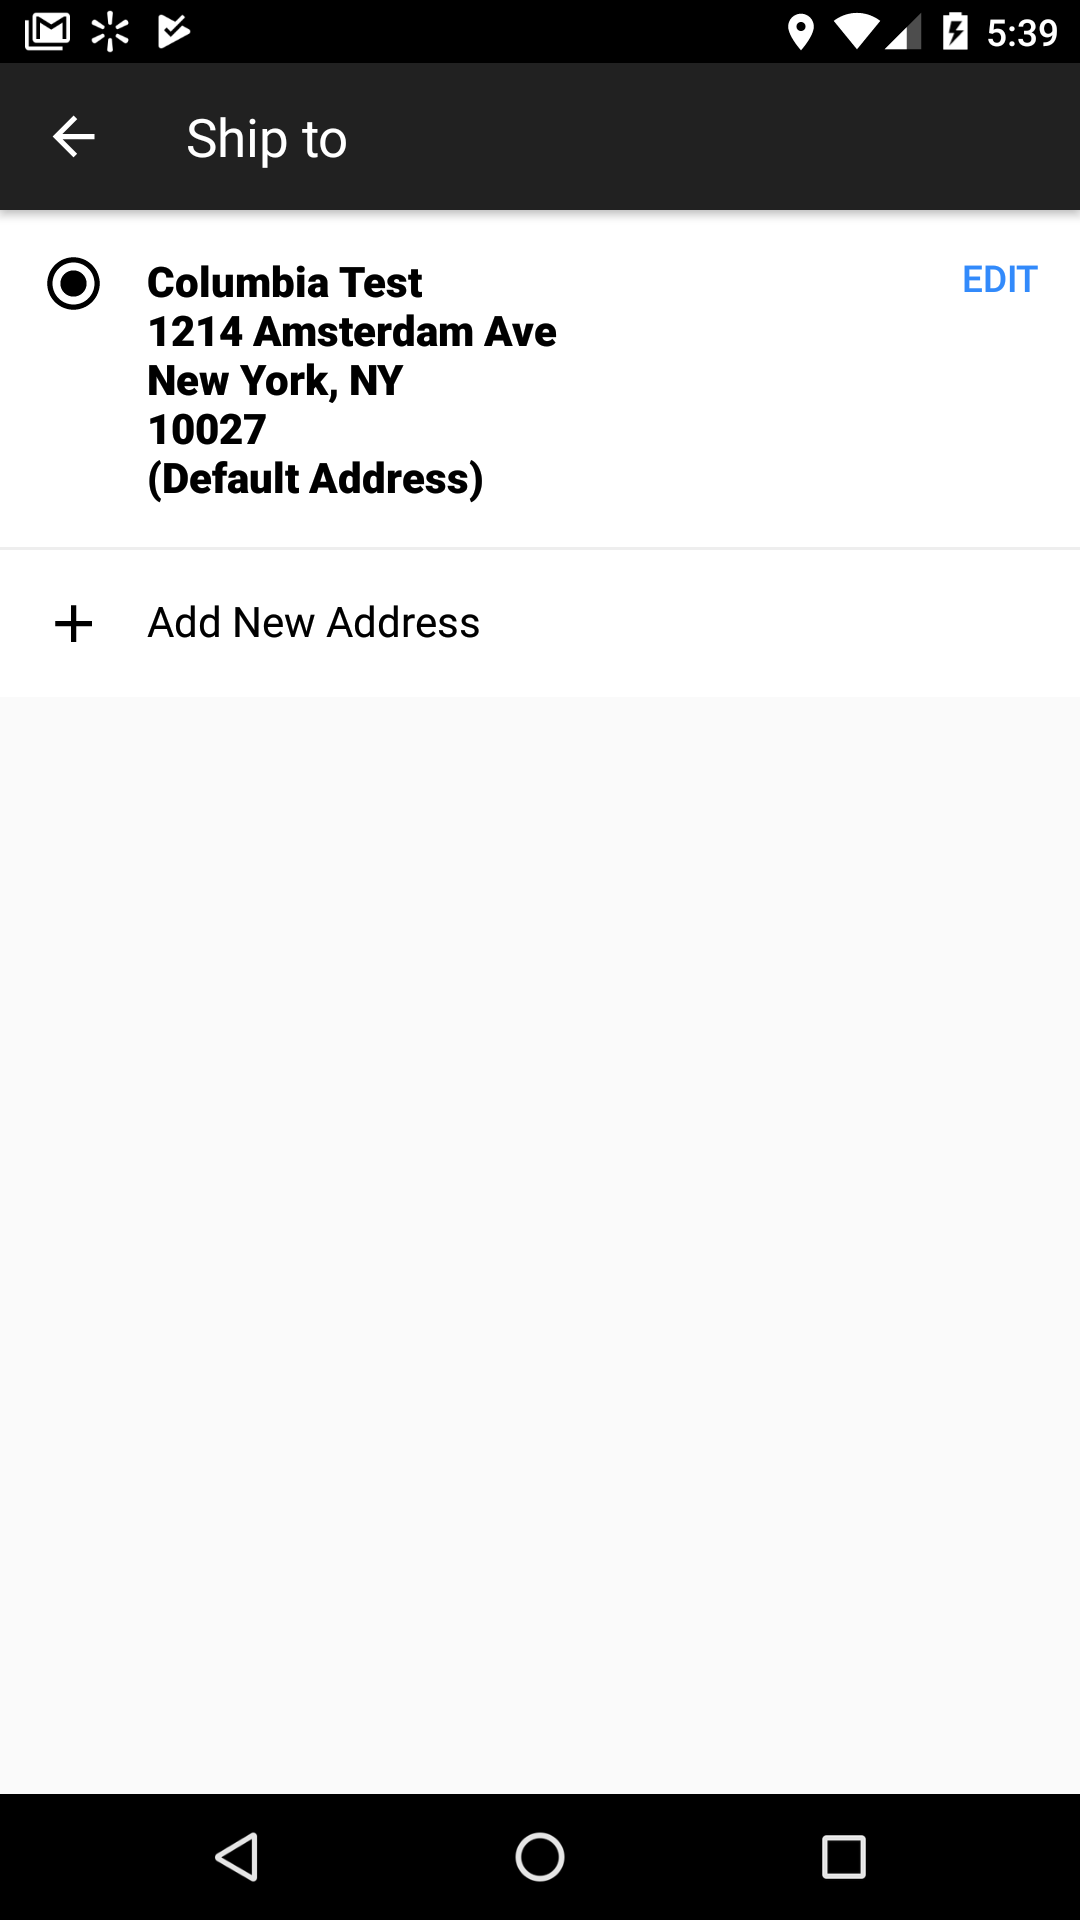 5:39
Ship to
Columbia Test
EDIT
1214 Amsterdam Ave
New York, NY
10027
(Default Address)
Add New Address